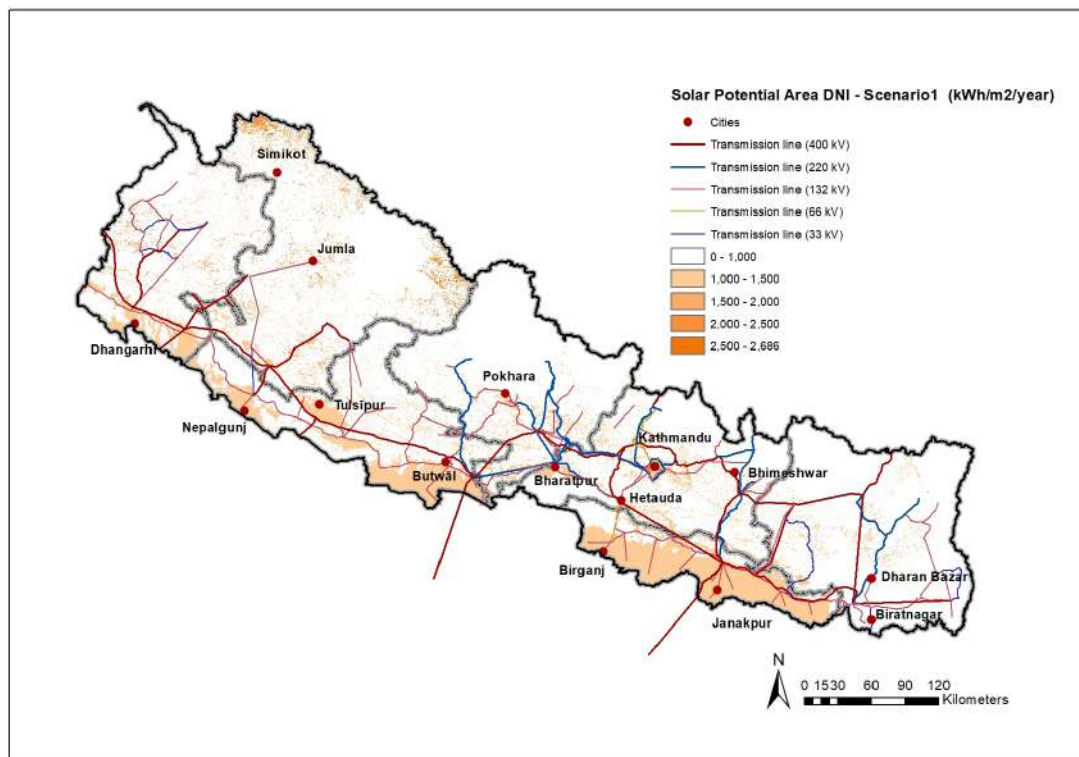 Solar Potential Area DNI - Scenario1 (kWh/m2/year)
Cities
Transmission line (400 kV)
Transmission line (220 kV)
Transmission line (132 kV)
Transmission line (66 kV)
Transmission line (33 kV)
0 - 1,000
1,000 - 1,500
1,500 - 2,000
2,000 - 2,500
2,500 - 2,686
Simikot
Jumla
Dhangarhi
Pokhara
Tulsīpur
Nepalgunj
Kathmandu
Butwāl
Bharatpur
Bhimeshwar
Hetauda
Birganj
Dharan Bazar
Janakpur
Biratnagar
N
0 15 30 60 90 120
Kilometers